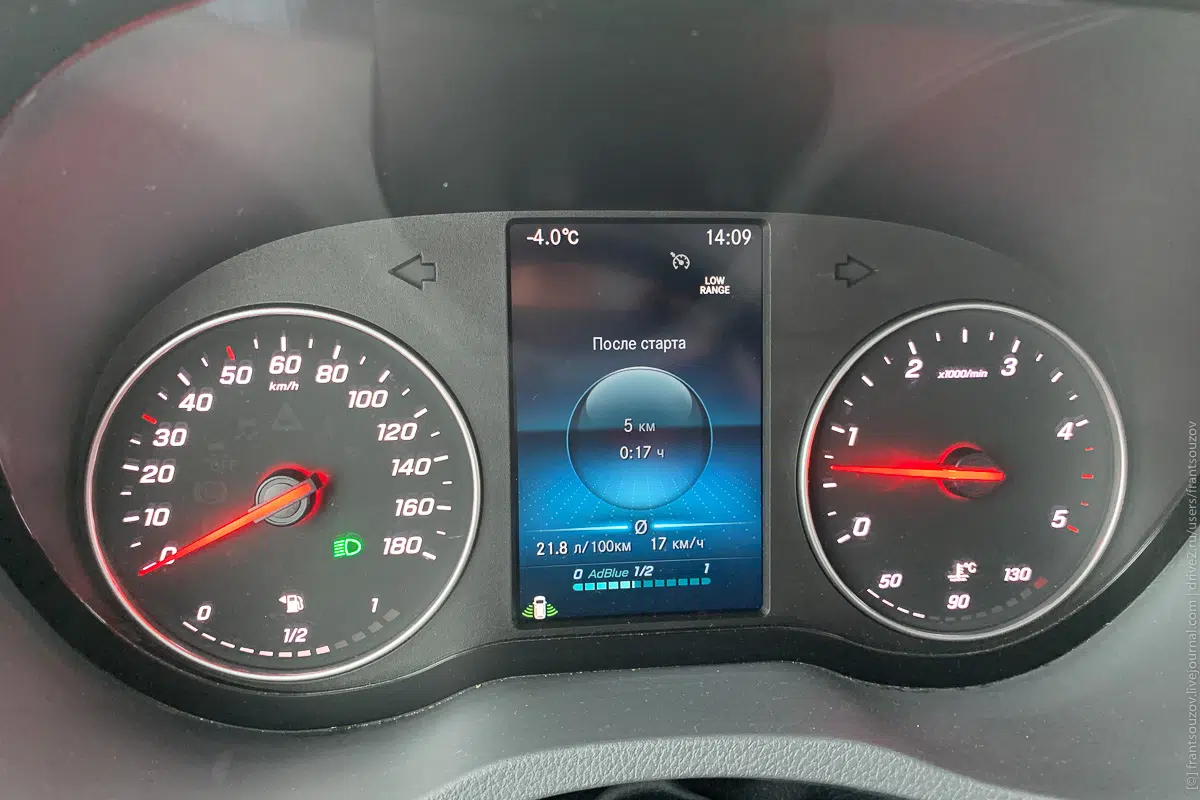 -4.0°C 14:09
LOW
RANGE
После старта
5 км
0:17 ч
Ø
21.8 л/100км 17 км/ч
0 AdBlue 1/2 1
0 10 20 30 40 50 60 80 100 120 140 160 180
km/h
OFF
0 1/2 1
0 1 2 3 4 5
x1000/min
°C
50 90 130
[©] frantsouzov.livejournal.com | drive2.ru/users/frantsouzov